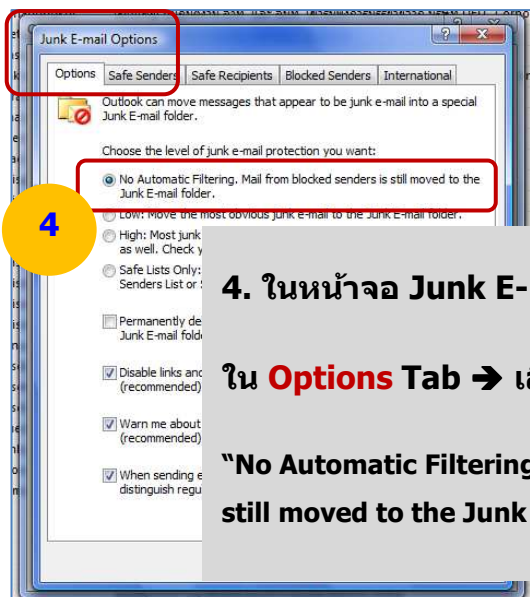 Junk E-mail Options
Options Safe Senders Safe Recipients Blocked Senders International
Outlook can move messages that appear to be junk e-mail into a special
Junk E-mail folder.
Choose the level of junk e-mail protection you want:
No Automatic Filtering. Mail from blocked senders is still moved to the
Junk E-mail folder.
Low: Move the most obvious junk e-mail to the Junk E-mail folder.
High: Most junk
as well. Check
Safe Lists Only:
Senders List or
Permanently de
Junk E-mail fold
Disable links and
(recommended)
Warn me about
(recommended)
When sending e
distinguish regu
4
4. ในหน้าจอ Junk E-
ใน Options Tab ➔
"No Automatic Filtering
still moved to the Junk